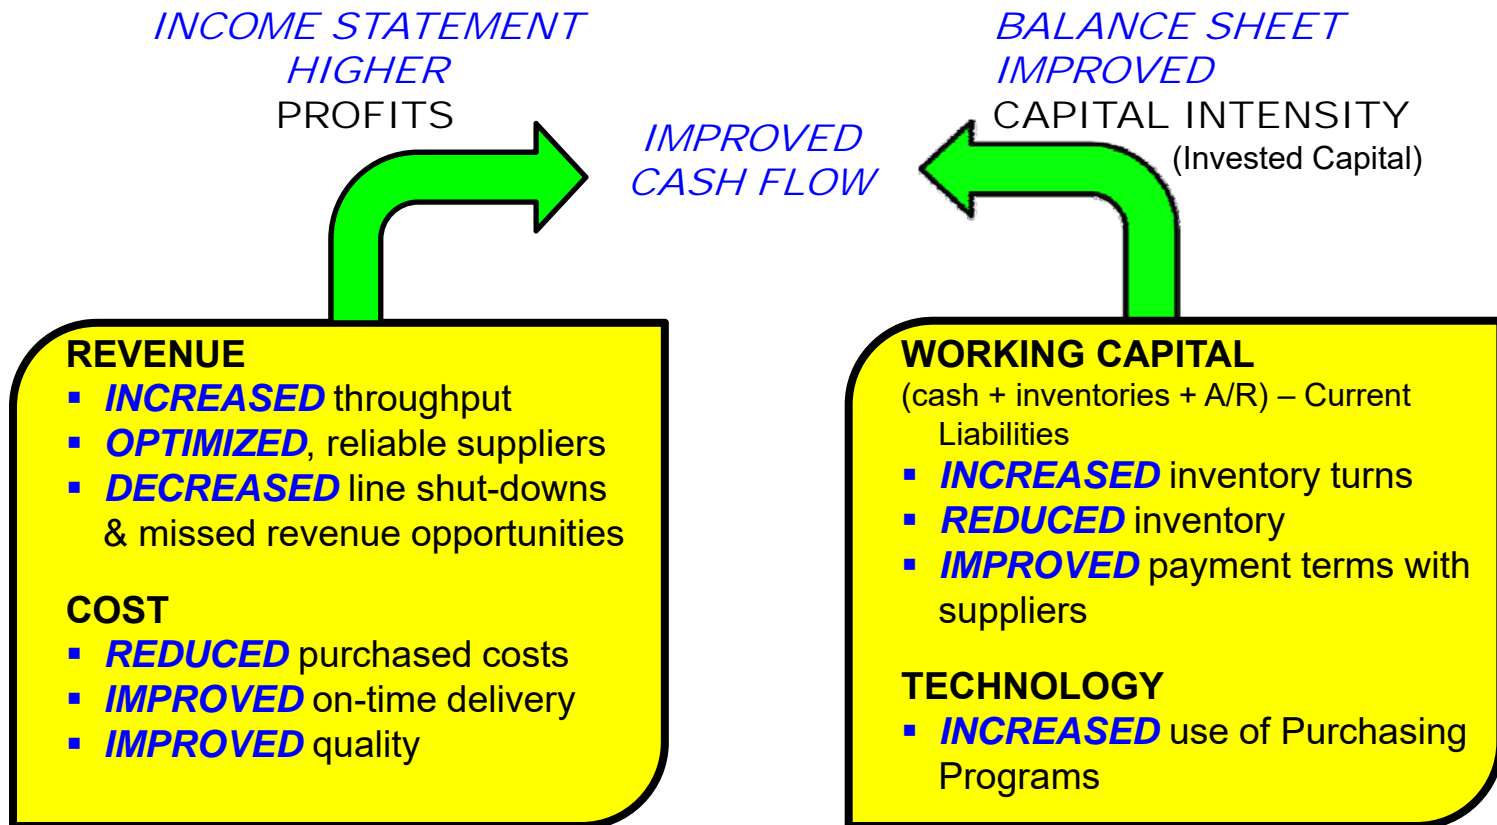 INCOME STATEMENT
HIGHER
PROFITS
IMPROVED
CASH FLOW
BALANCE SHEET
IMPROVED
CAPITAL INTENSITY
(Invested Capital)
REVENUE
▪ INCREASED throughput
▪ OPTIMIZED, reliable suppliers
▪ DECREASED line shut-downs
& missed revenue opportunities
COST
▪ REDUCED purchased costs
▪ IMPROVED on-time delivery
▪ IMPROVED quality
WORKING CAPITAL
(cash + inventories + A/R) – Current
Liabilities
▪ INCREASED inventory turns
▪ REDUCED inventory
▪ IMPROVED payment terms with
suppliers
TECHNOLOGY
▪ INCREASED use of Purchasing
Programs